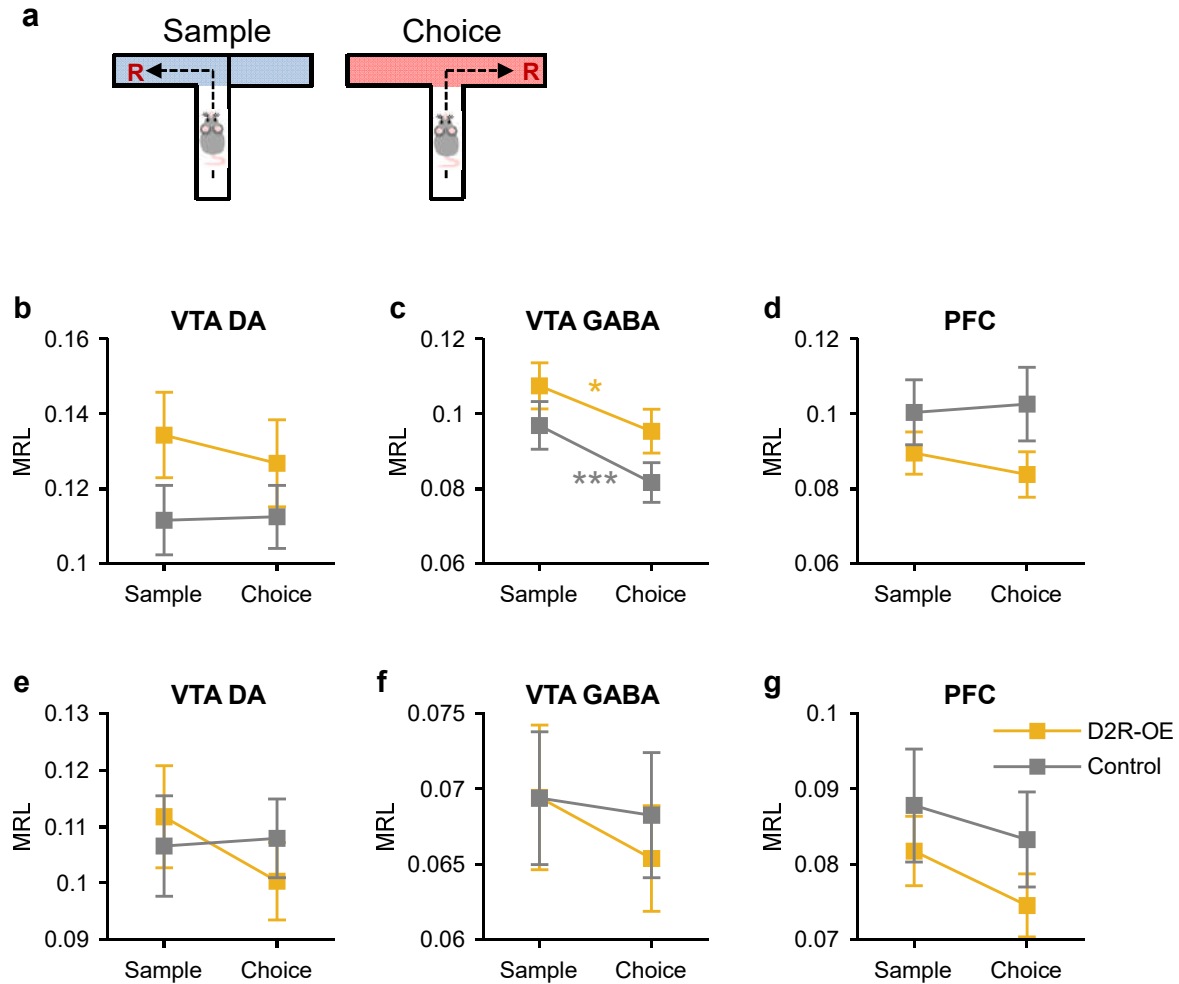 a
Sample Choice
R R
b VTA DA
0.16
0.14
0.12
0.1
MRL
Sample Choice
c VTA GABA
0.12
0.1
0.08
0.06
MRL
*
***
Sample Choice
d PFC
0.12
0.1
0.08
0.06
MRL
Sample Choice
e VTA DA
0.13
0.12
0.11
0.1
0.09
MRL
Sample Choice
f VTA GABA
0.075
0.07
0.065
0.06
MRL
Sample Choice
g PFC
0.1
0.09
0.08
0.07
MRL
Sample Choice
D2R-OE
Control